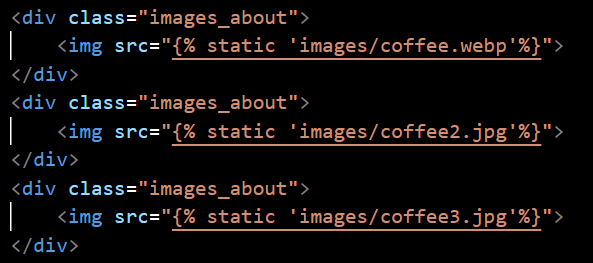 <div class="images_about">
    <img src="{% static 'images/coffee.webp'%}">
</div>
<div class="images_about">
    <img src="{% static 'images/coffee2.jpg'%}">
</div>
<div class="images_about">
    <img src="{% static 'images/coffee3.jpg'%}">
</div>